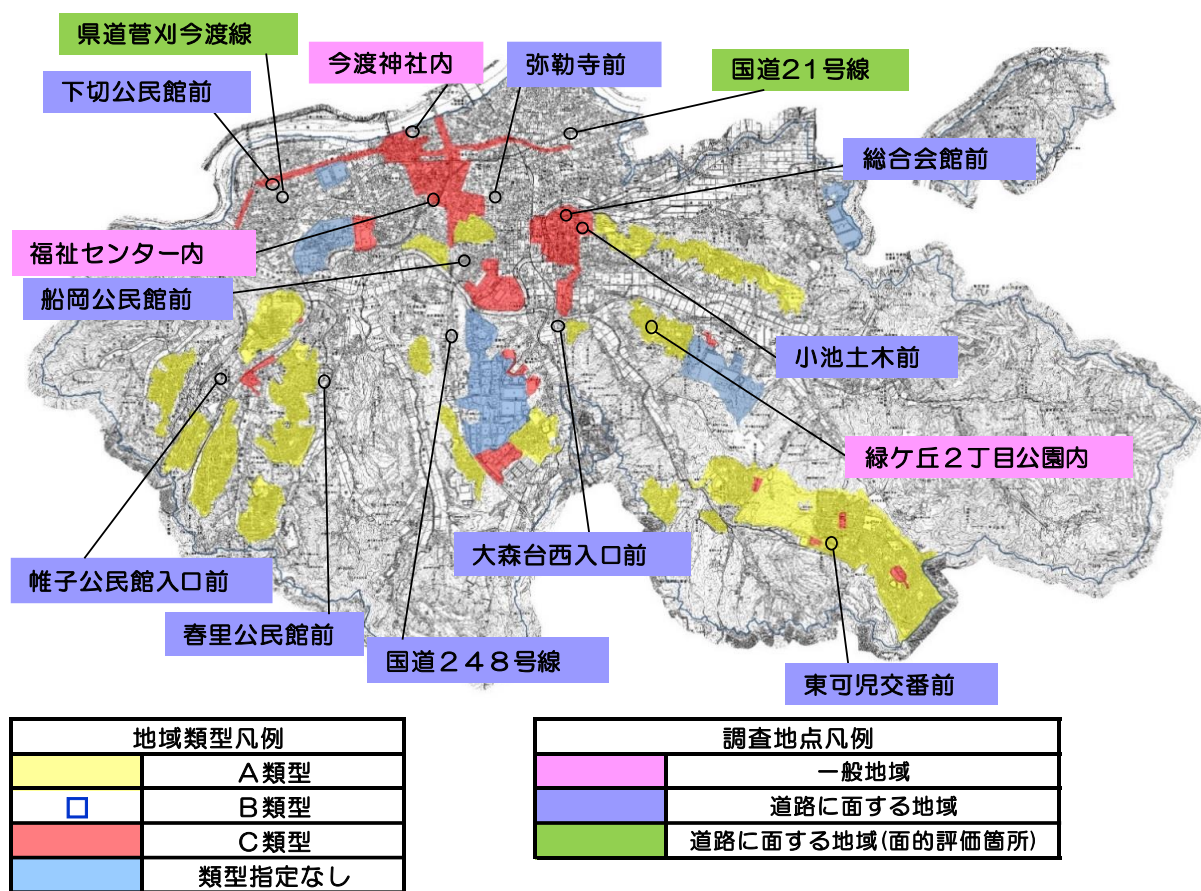 県道菅刈今渡線
今渡神社内
弥勒寺前
国道21号線
下切公民館前
総合会館前
福祉センター内
船岡公民館前
小池土木前
緑ケ丘２丁目公園内
大森台西入口前
帷子公民館入口前
春里公民館前
国道２４８号線
東可児交番前
地域類型凡例
Ａ類型
Ｂ類型
Ｃ類型
類型指定なし
調査地点凡例
一般地域
道路に面する地域
道路に面する地域(面的評価箇所)